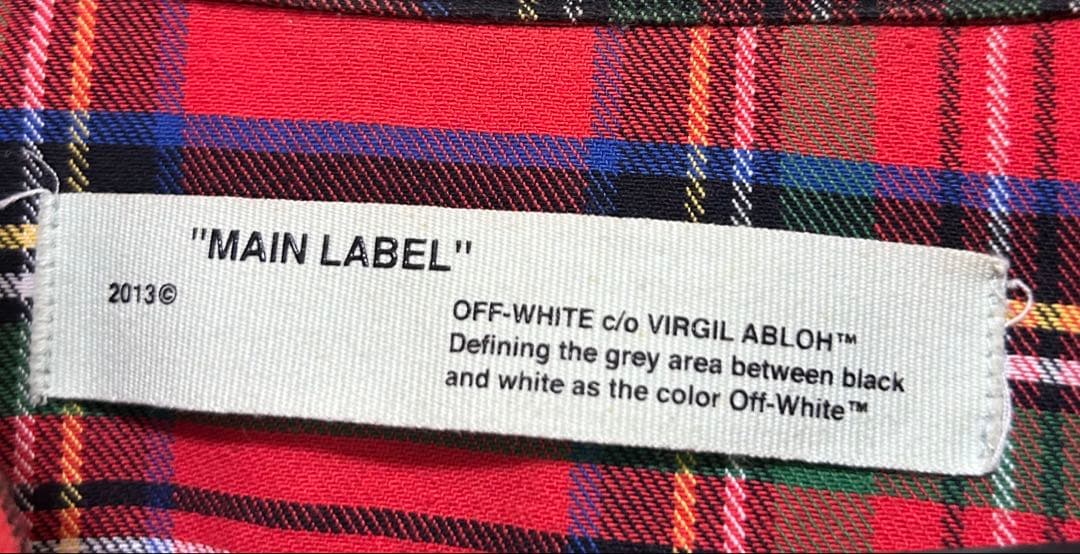 "MAIN LABEL"
2013©
OFF-WHITE c/o VIRGIL ABLOH™
Defining the grey area between black
and white as the color Off-White™